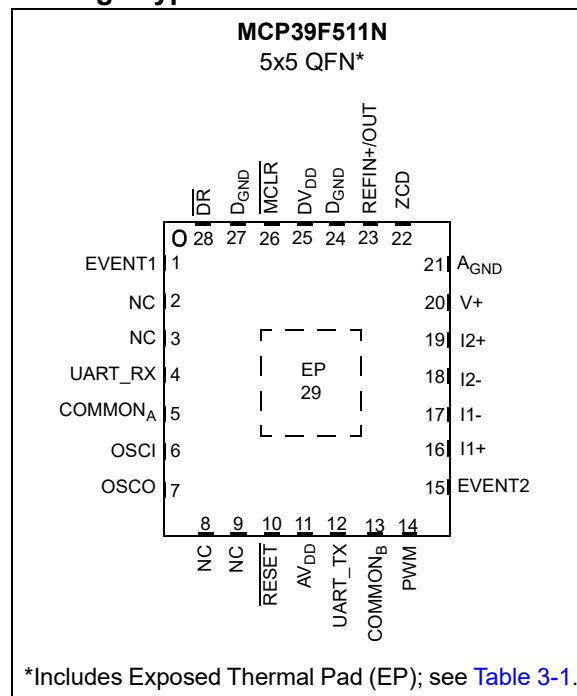 MCP39F511N
5x5 QFN*
DR
DGND
MCLR
DVDD
DGND
REFIN+/OUT
ZCD
28 27 26 25 24 23 22
EVENT1 1
NC 2
NC 3
UART_RX 4
COMMONA 5
OSCI 6
OSCO 7
EP
29
21 AGND
20 V+
19 I2+
18 I2-
17 I1-
16 I1+
15 EVENT2
8 9 10 11 12 13 14
NC
NC
RESET
AVDD
UART_TX
COMMONB
PWM
*Includes Exposed Thermal Pad (EP); see Table 3-1.